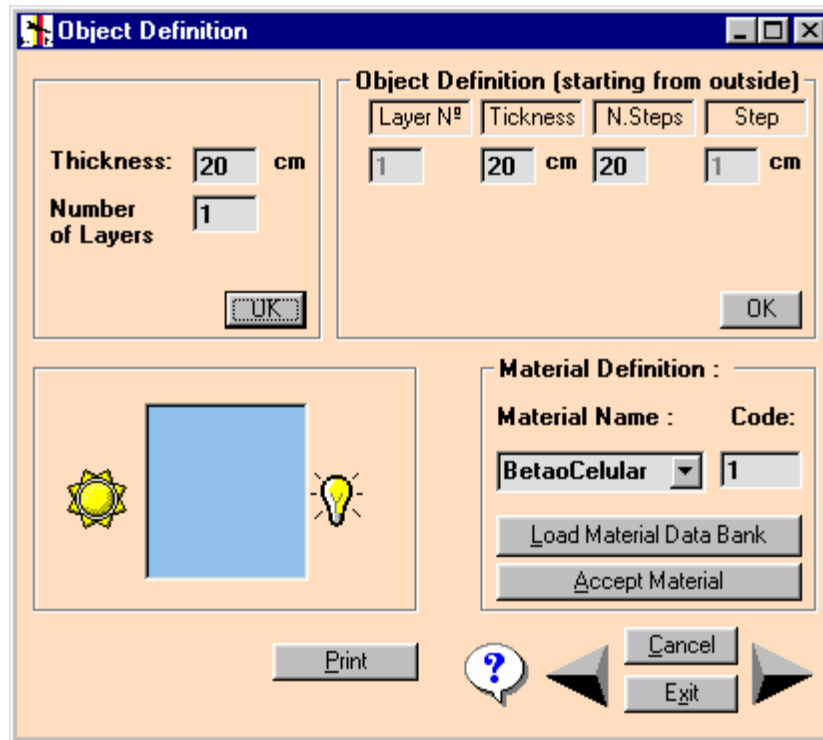 Object Definition
Thickness: 20 cm
Number
of Layers
1
OK
Object Definition (starting from outside)
Layer Nº Tickness N.Steps Step
1 20 cm 20 1 cm
OK
Material Definition :
Material Name : Code:
BetaoCelular 1
Load Material Data Bank
Accept Material
Print
?
Cancel
Exit